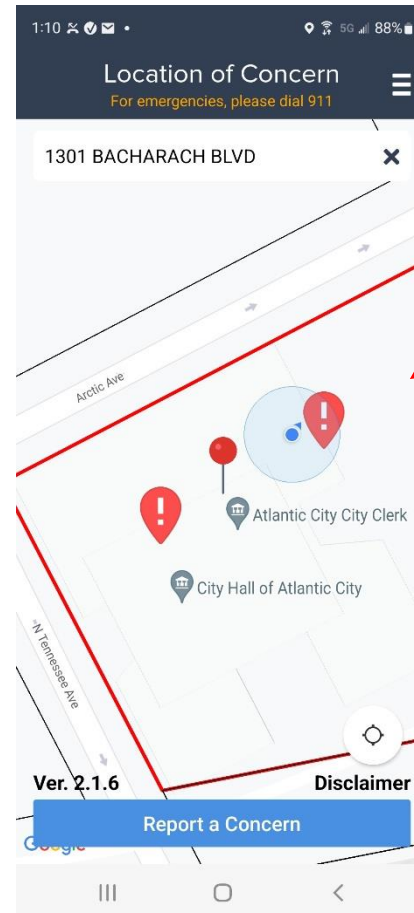 1:10
5G 88%
Location of Concern
For emergencies, please dial 911
1301 BACHARACH BLVD
Arctic Ave
Atlantic City City Clerk
City Hall of Atlantic City
N Tennessee Ave
Ver. 2.1.6
Disclaimer
Report a Concern
Google